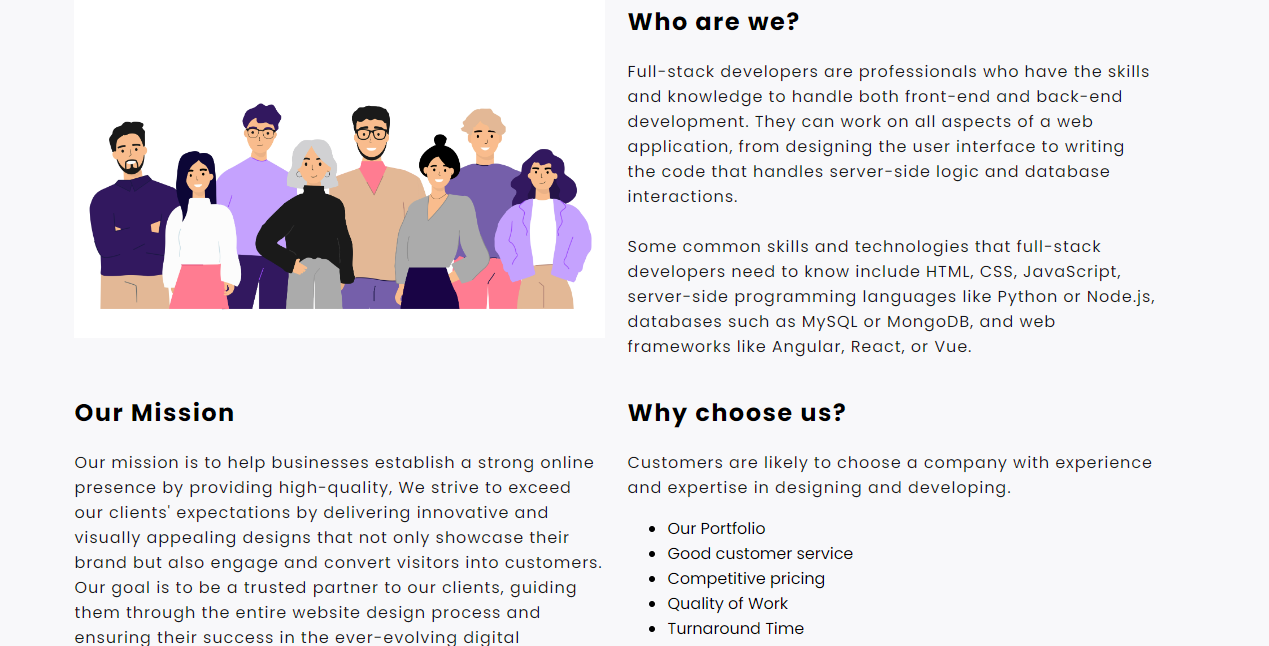 Who are we?
Full-stack developers are professionals who have the skills
and knowledge to handle both front-end and back-end
development. They can work on all aspects of a web
application, from designing the user interface to writing
the code that handles server-side logic and database
interactions.
Some common skills and technologies that full-stack
developers need to know include HTML, CSS, JavaScript,
server-side programming languages like Python or Node.js,
databases such as MySQL or MongoDB, and web
frameworks like Angular, React, or Vue.
Our Mission
Our mission is to help businesses establish a strong online
presence by providing high-quality, We strive to exceed
our clients' expectations by delivering innovative and
visually appealing designs that not only showcase their
brand but also engage and convert visitors into customers.
Our goal is to be a trusted partner to our clients, guiding
them through the entire website design process and
ensuring their success in the ever-evolving digital
Why choose us?
Customers are likely to choose a company with experience
and expertise in designing and developing.
• Our Portfolio
• Good customer service
• Competitive pricing
• Quality of Work
• Turnaround Time